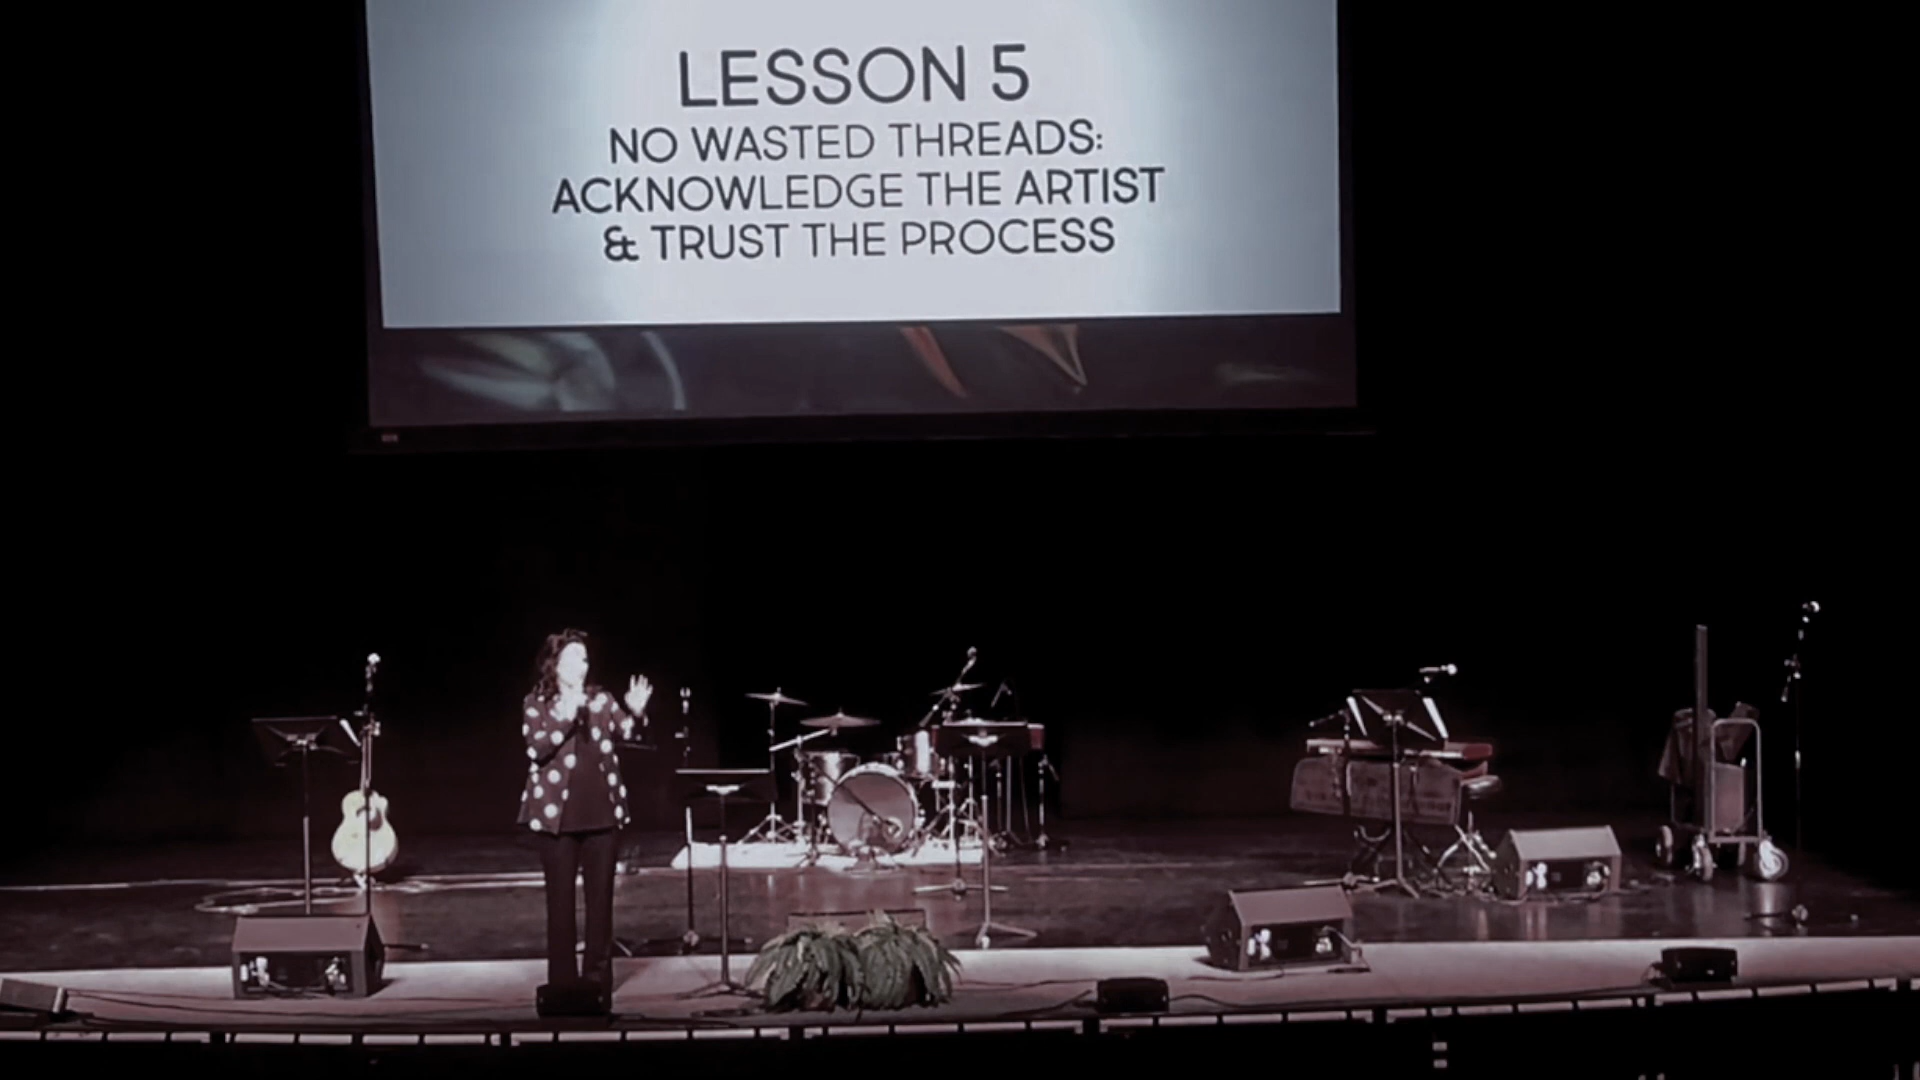 LESSON 5
NO WASTED THREADS:
ACKNOWLEDGE THE ARTIST
& TRUST THE PROCESS